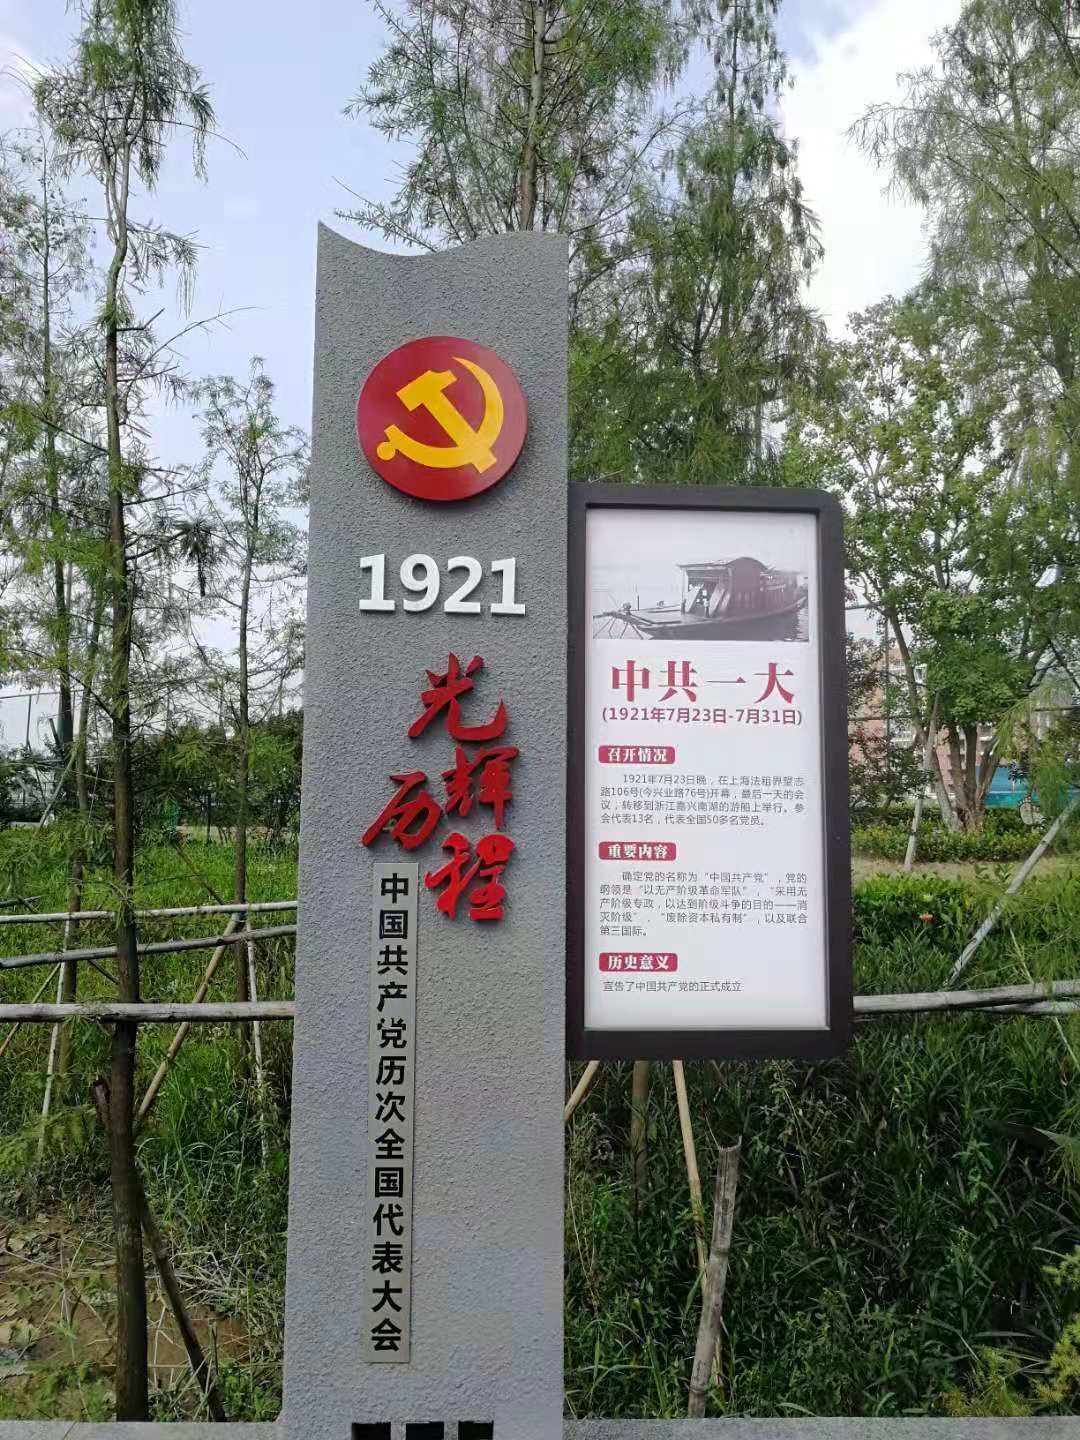 1921
光辉
历程
中国共产党历次全国代表大会
中共一大
(1921年7月23日-7月31日)
召开情况
1921年7月23日晚，在上海法租界望志
路106号(今兴业路76号)开幕，最后一天的会
议，转移到浙江嘉兴南湖的游船上举行。参
会代表13名，代表全国50多名党员。
重要内容
确定党的名称为“中国共产党”，党的
纲领是“以无产阶级革命军队”，“采用无
产阶级专政，以达到阶级斗争的目的——消
灭阶级”、“废除资本私有制”，以及联合
第三国际。
历史意义
宣告了中国共产党的正式成立